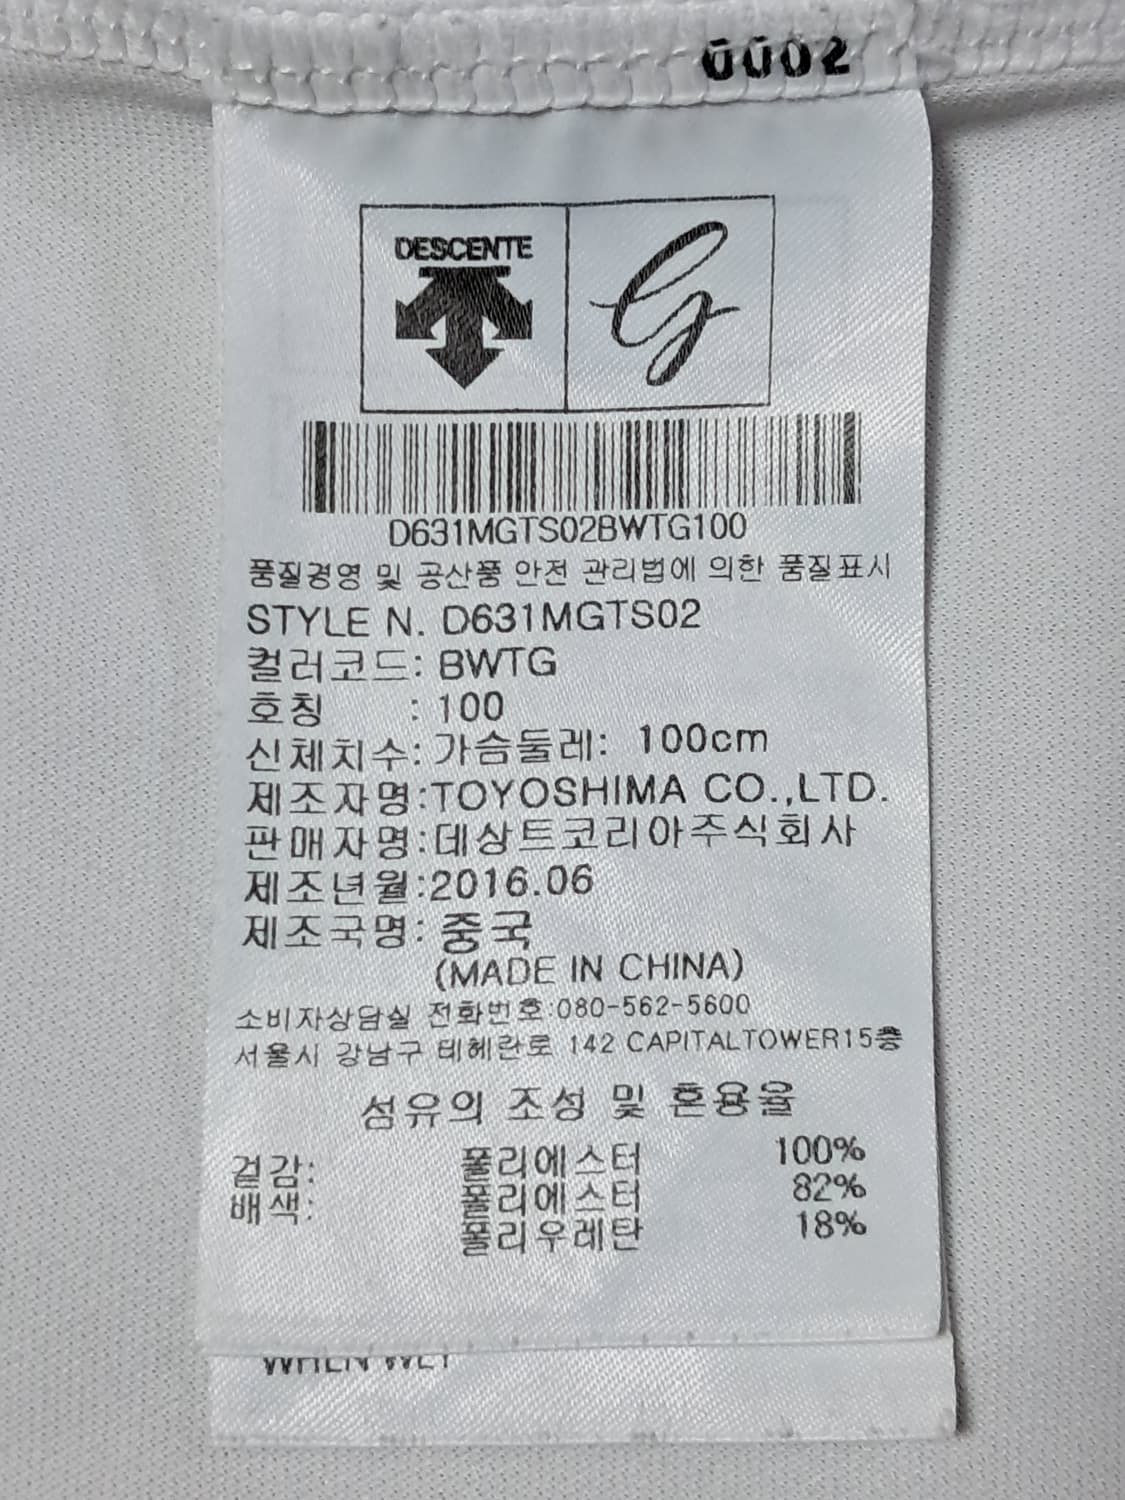 0002
DESCENTE
G
D631MGTS02BWTG100
품질경영 및 공산품 안전 관리법에 의한 품질표시
STYLE N. D631MGTS02
컬러코드: BWTG
호칭 : 100
신체치수: 가슴둘레: 100cm
제조자명:TOYOSHIMA CO.,LTD.
판매자명:데상트코리아주식회사
제조년월:2016.06
제조국명: 중국
(MADE IN CHINA)
소비자상담실 전화번호:080-562-5600
서울시 강남구 테헤란로 142 CAPITALTOWER15층
섬유의 조성 및 혼용율
겉감: 폴리에스터 100%
배색: 폴리에스터 82%
폴리우레탄 18%
WHEN WET